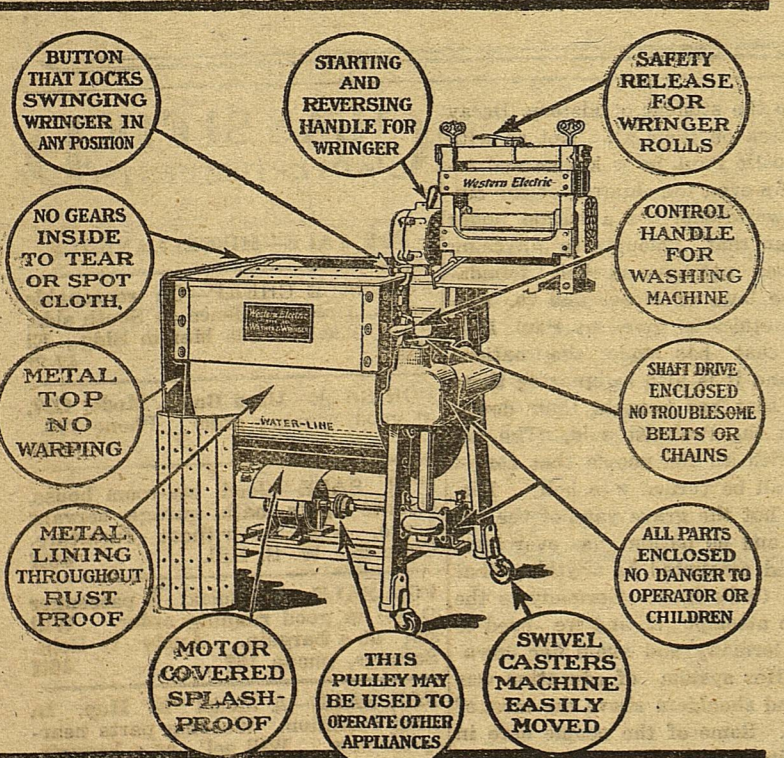 BUTTON
THAT LOCKS
SWINGING
WRINGER IN
ANY POSITION
STARTING
AND
REVERSING
HANDLE FOR
WRINGER
SAFETY
RELEASE
FOR
WRINGER
ROLLS
Western Electric
NO GEARS
INSIDE
TO TEAR
OR SPOT
CLOTH.
CONTROL
HANDLE
FOR
WASHING
MACHINE
Western Electric
WASHER & WRINGER
METAL
TOP
NO
WARPING
SHAFT DRIVE
ENCLOSED
NO TROUBLESOME
BELTS OR
CHAINS
WATER-LINE
METAL
LINING
THROUGHOUT
RUST
PROOF
ALL PARTS
ENCLOSED
NO DANGER TO
OPERATOR OR
CHILDREN
MOTOR
COVERED
SPLASH-
PROOF
THIS
PULLEY MAY
BE USED TO
OPERATE OTHER
APPLIANCES
SWIVEL
CASTERS
MACHINE
EASILY
MOVED